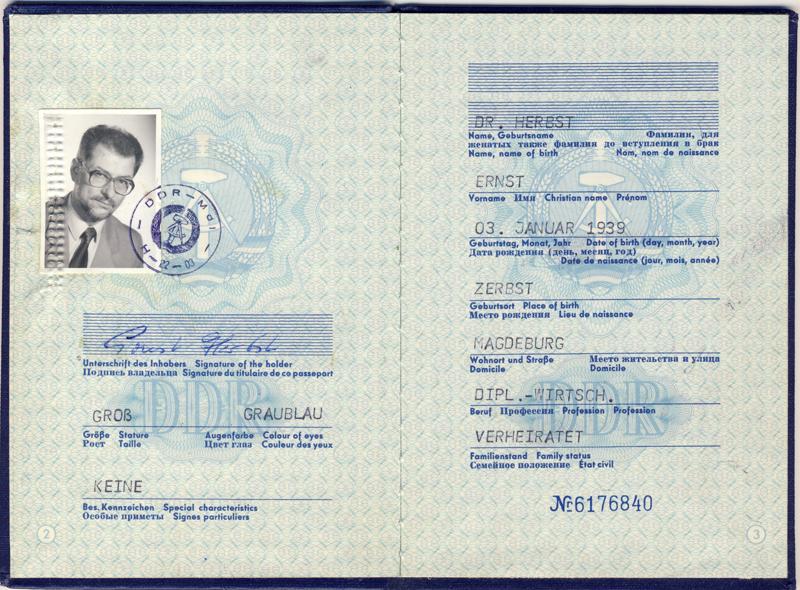 DDR-MdI
H-22-03
Ernst Herbst
Unterschrift des Inhabers Signature of the holder
Подпись владельца Signature du titulaire de ce passeport
DDR
GROß GRAUBLAU
Größe Stature Augenfarbe Colour of eyes
Рост Taille Цвет глаз Couleur des yeux
KEINE
Bes. Kennzeichen Special characteristics
Особые приметы Signes particuliers
2
DR. HERBST
Name, Geburtsname Фамилия, для
женатых также фамилия до вступления в брак
Name, name of birth Nom, nom de naissance
ERNST
Vorname Имя Christian name Prénom
03. JANUAR 1939
Geburtstag, Monat, Jahr Date of birth (day, month, year)
Дата рождения (день, месяц, год)
Date de naissance (jour, mois, année)
ZERBST
Geburtsort Place of birth
Место рождения Lieu de naissance
MAGDEBURG
Wohnort und Straße Место жительства и улица
Domicile Domicile
DIPL.-WIRTSCH.
Beruf Профессия Profession Profession
DDR
VERHEIRATET
Familienstand Family status
Семейное положение État civil
№6176840
3